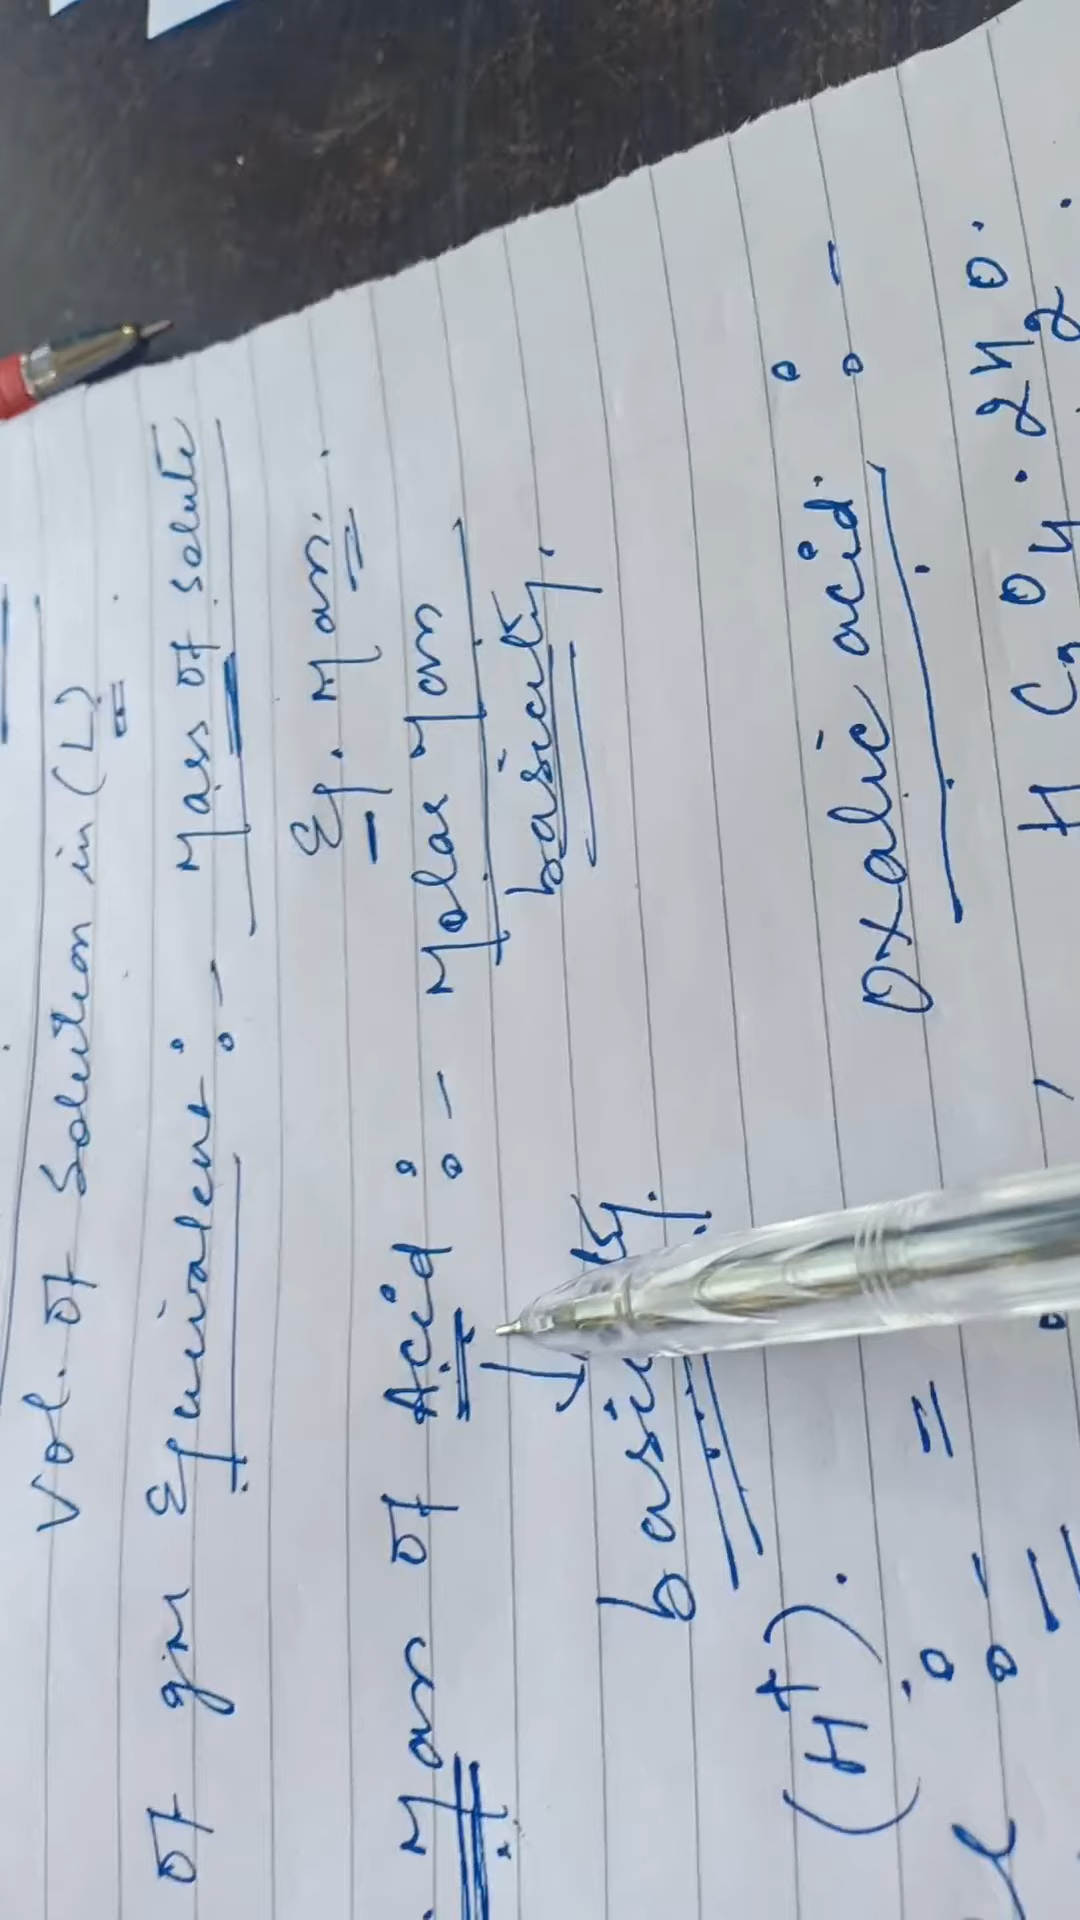 Vol. of Solution in (L)
of gm Equivalent :- Mass of solute
Eq. Mass.
Mass of Acid :- Molar Mass
basicity.
basicity.
(H⁺).
Oxalic acid :-
H C₂O₄.2H₂O.